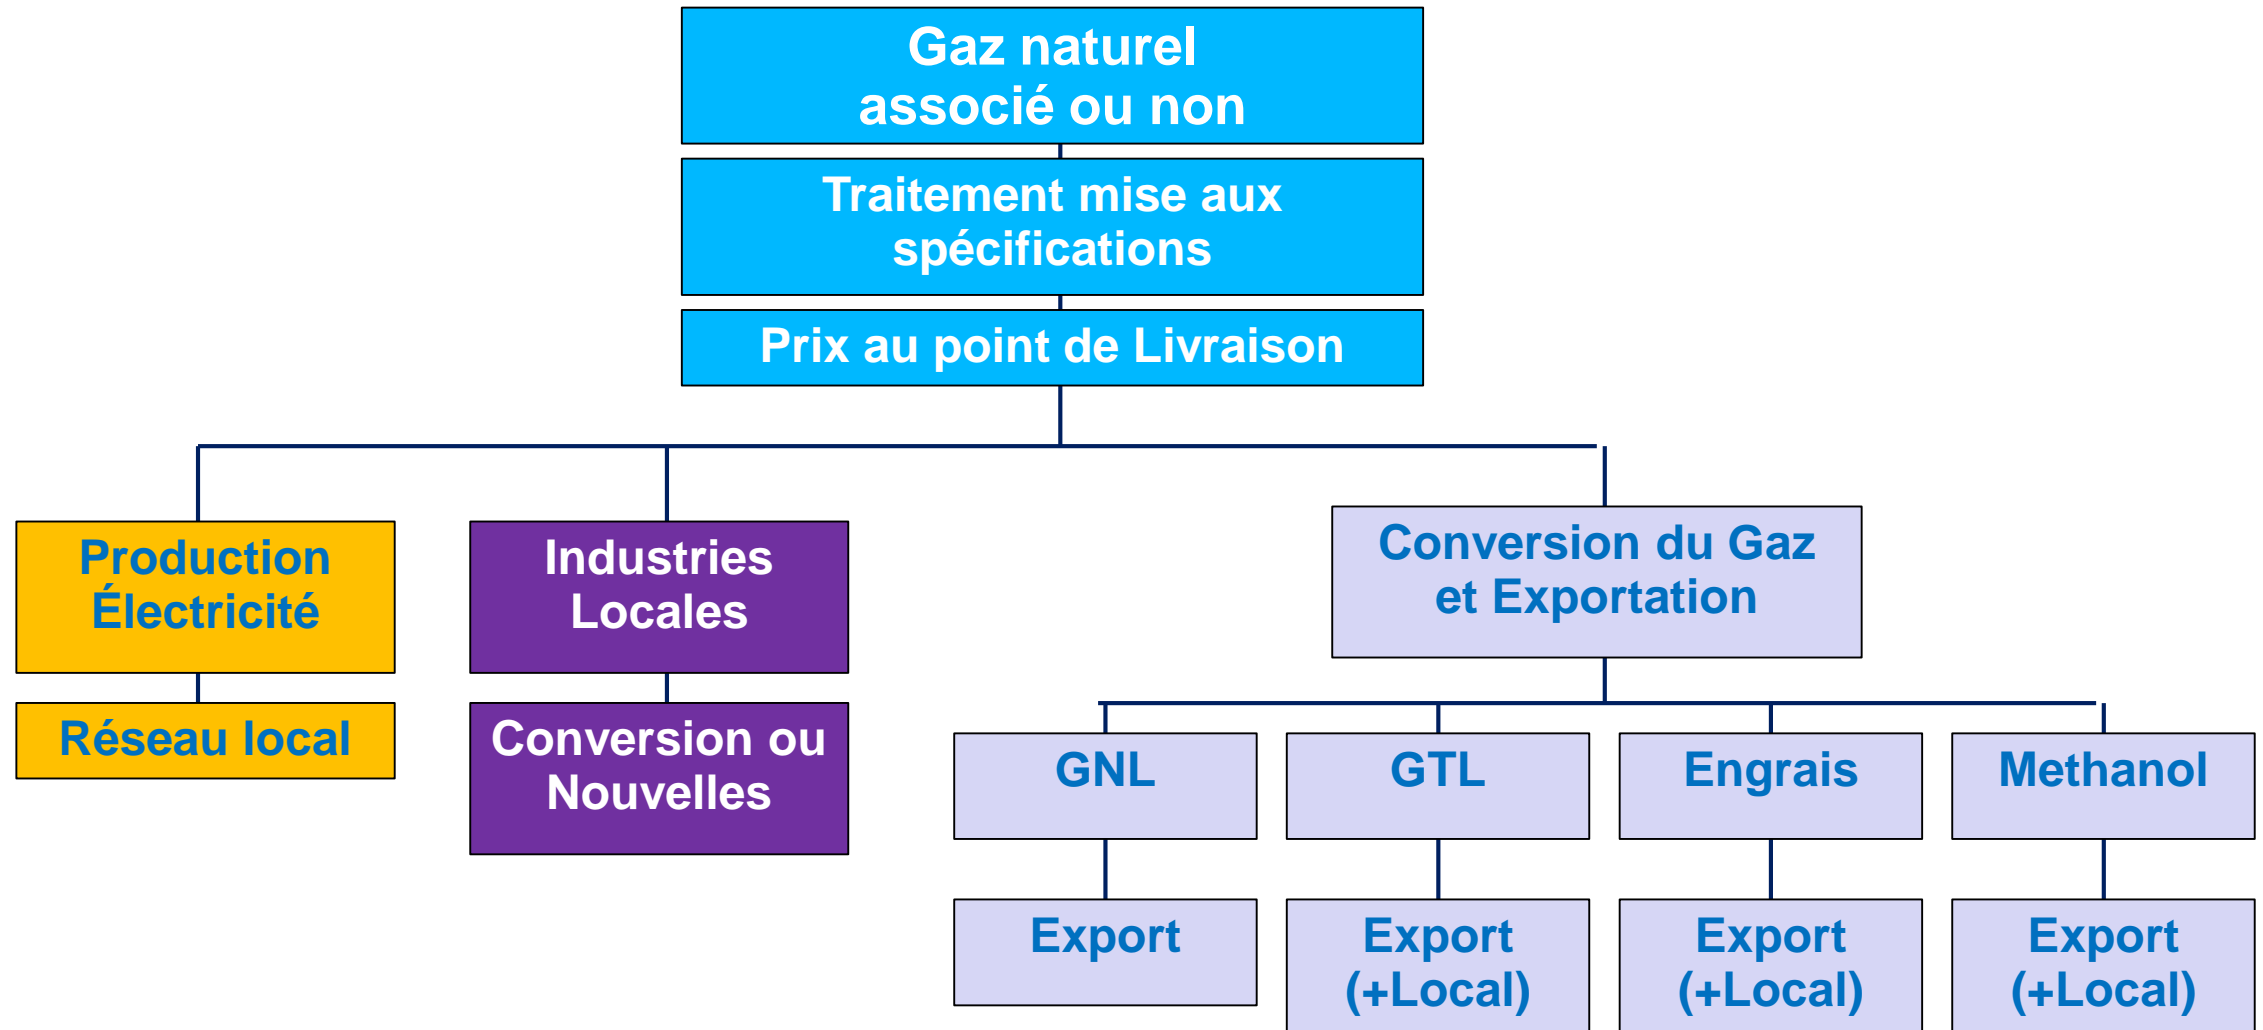 Gaz naturel
associé ou non
Traitement mise aux
spécifications
Prix au point de Livraison
Production
Électricité
Réseau local
Industries
Locales
Conversion ou
Nouvelles
Conversion du Gaz
et Exportation
GNL
GTL
Engrais
Methanol
Export
Export
(+Local)
Export
(+Local)
Export
(+Local)